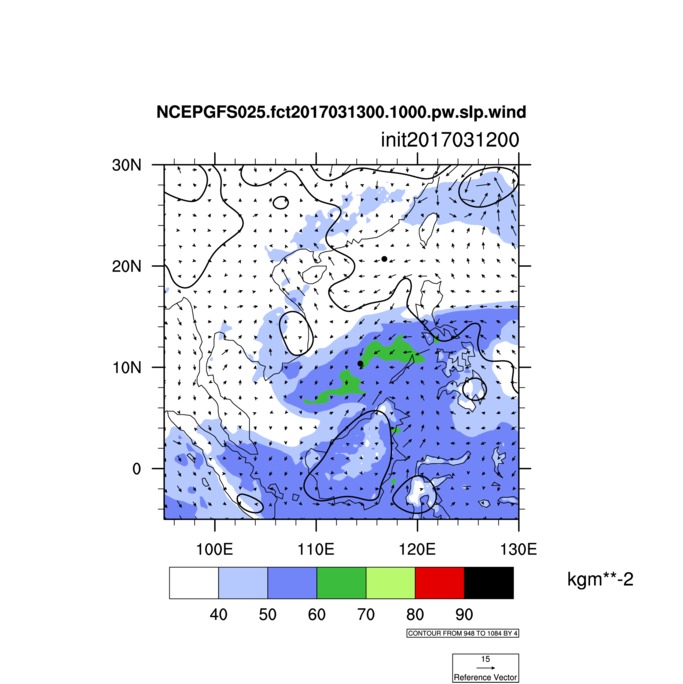 NCEPGFS025.fct2017031300.1000.pw.slp.wind
init2017031200
30N
20N
10N
0
100E 110E 120E 130E
kgm**-2
40 50 60 70 80 90
CONTOUR FROM 948 TO 1084 BY 4
15
Reference Vector